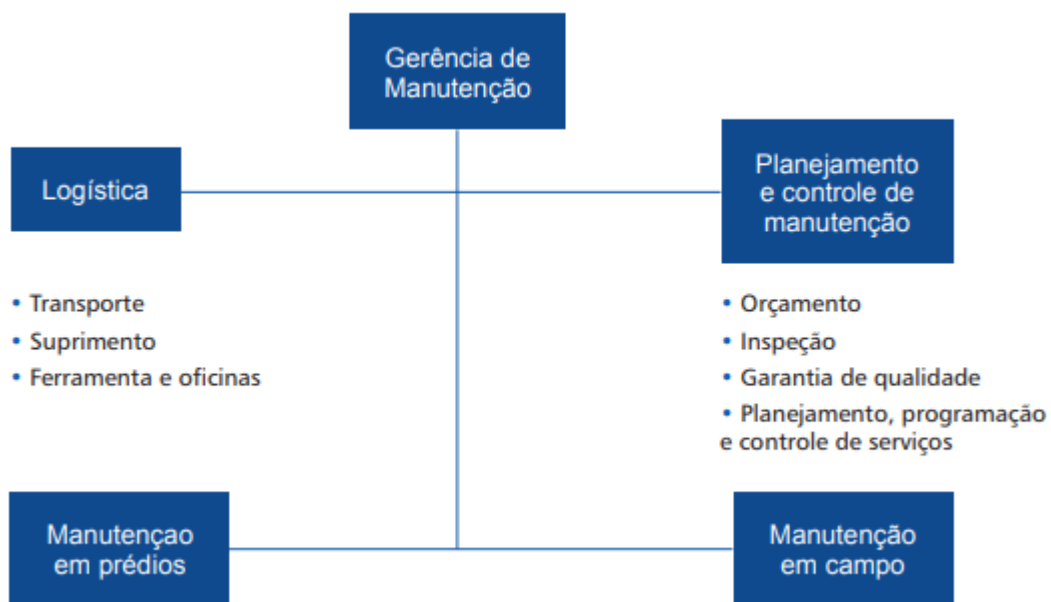 Gerência de
Manutenção
Logística
Planejamento
e controle de
manutenção
• Transporte
• Suprimento
• Ferramenta e oficinas
• Orçamento
• Inspeção
• Garantia de qualidade
• Planejamento, programação
e controle de serviços
Manutençao
em prédios
Manutenção
em campo